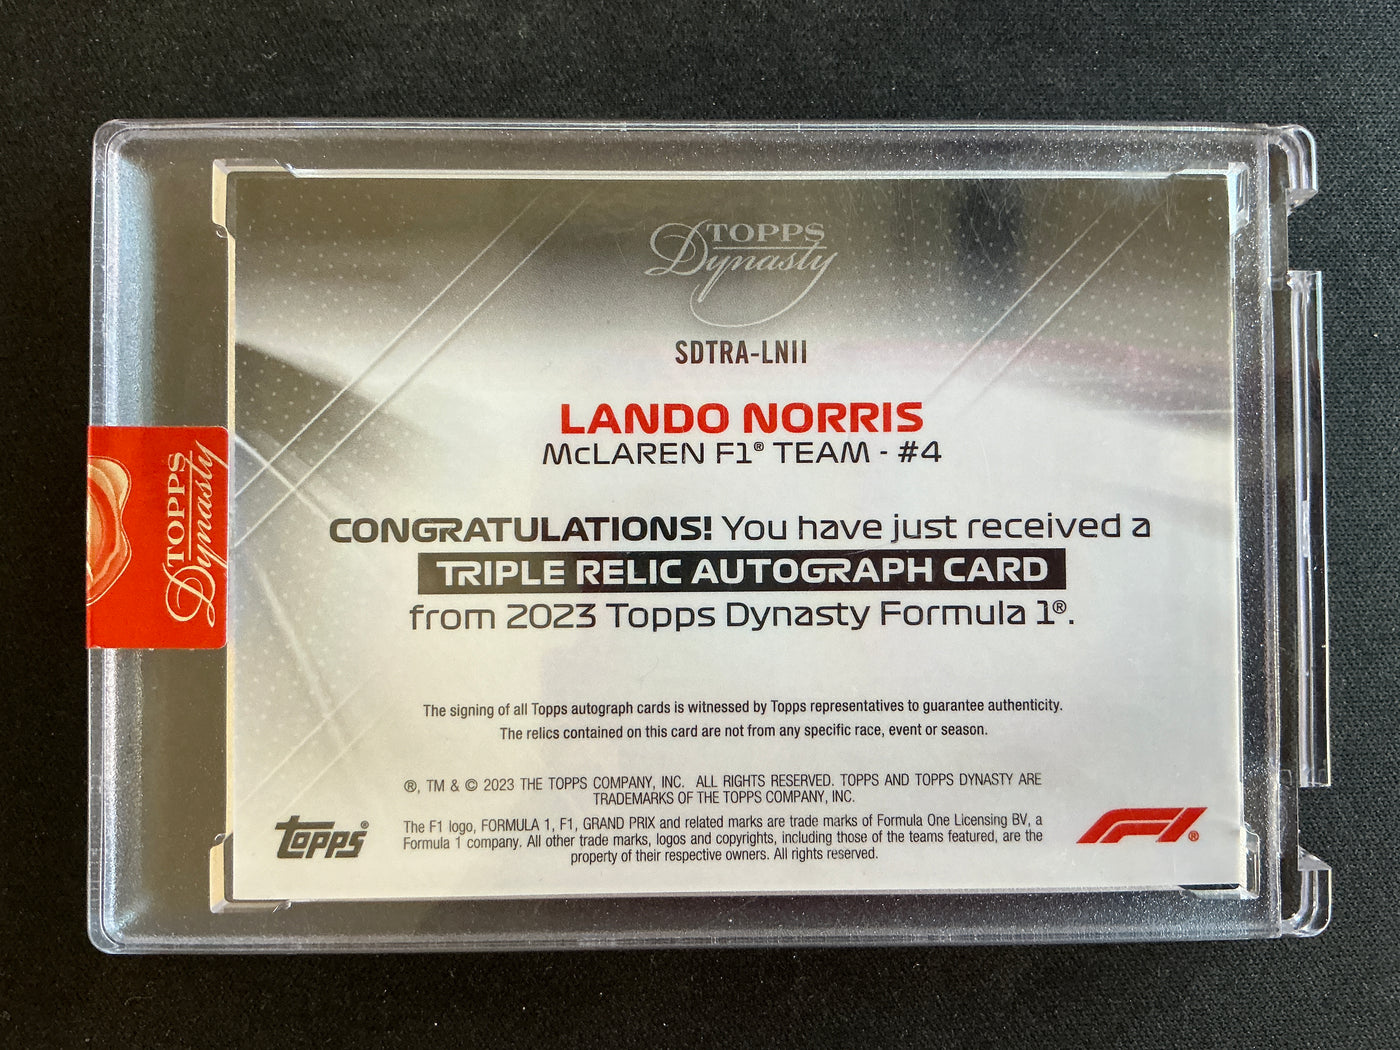 TOPPS
Dynasty
SDTRA-LNII
LANDO NORRIS
McLAREN F1® TEAM - #4
CONGRATULATIONS! You have just received a
TRIPLE RELIC AUTOGRAPH CARD
from 2023 Topps Dynasty Formula 1®.
The signing of all Topps autograph cards is witnessed by Topps representatives to guarantee authenticity.
The relics contained on this card are not from any specific race, event or season.
®, TM & © 2023 THE TOPPS COMPANY, INC. ALL RIGHTS RESERVED. TOPPS AND TOPPS DYNASTY ARE
TRADEMARKS OF THE TOPPS COMPANY, INC.
The F1 logo, FORMULA 1, F1, GRAND PRIX and related marks are trade marks of Formula One Licensing BV, a
Formula 1 company. All other trade marks, logos and copyrights, including those of the teams featured, are the
property of their respective owners. All rights reserved.
topps®
F1®
TOPPS
Dynasty